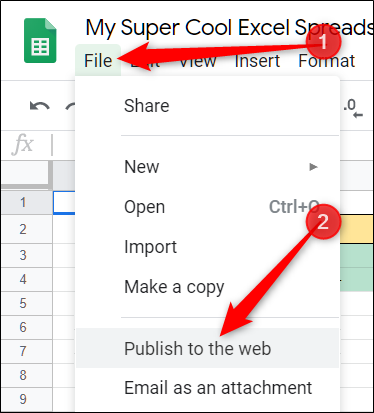 My Super Cool Excel Spreads
File Edit View Insert Format
.0
fx
Share
New
Open Ctrl+O
Import
Make a copy
Publish to the web
Email as an attachment
1
2
3
4
5
6
7
8
9
1
2